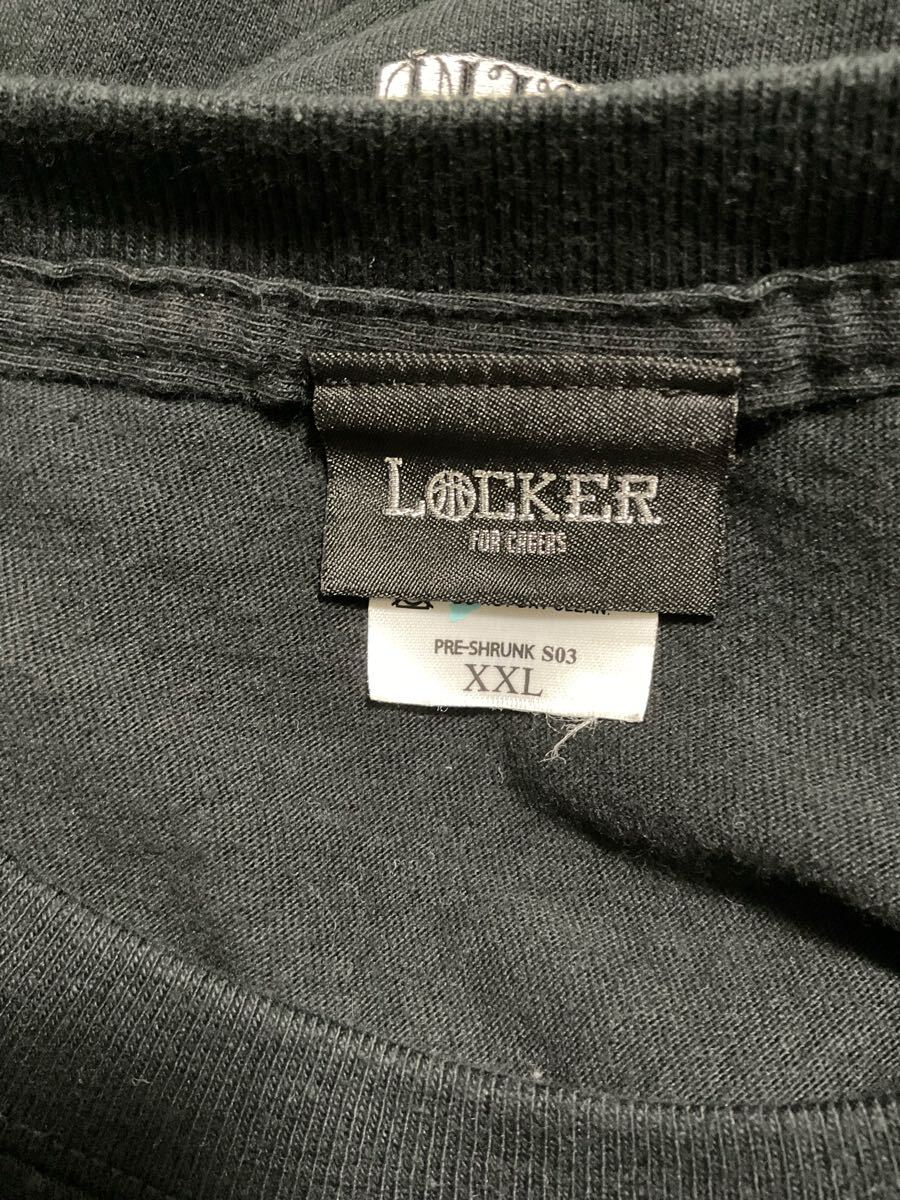 LOCKER
FOR CHEERS
PRE-SHRUNK S03
XXL